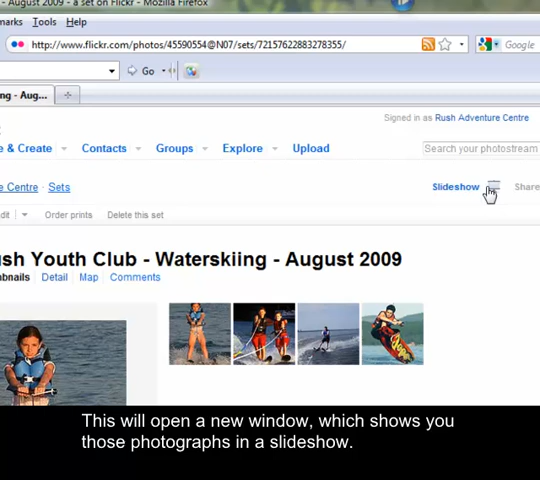 - August 2009 - a set on Flickr - Mozilla Firefox
marks Tools Help
http://www.flickr.com/photos/45590554@N07/sets/72157622883278355/
Google
Go
ng - Aug...
Signed in as Rush Adventure Centre
e & Create Contacts Groups Explore Upload
Search your photostream
e Centre · Sets
Slideshow
Share
dit Order prints Delete this set
ush Youth Club - Waterskiing - August 2009
mbnails Detail Map Comments
This will open a new window, which shows you
those photographs in a slideshow.